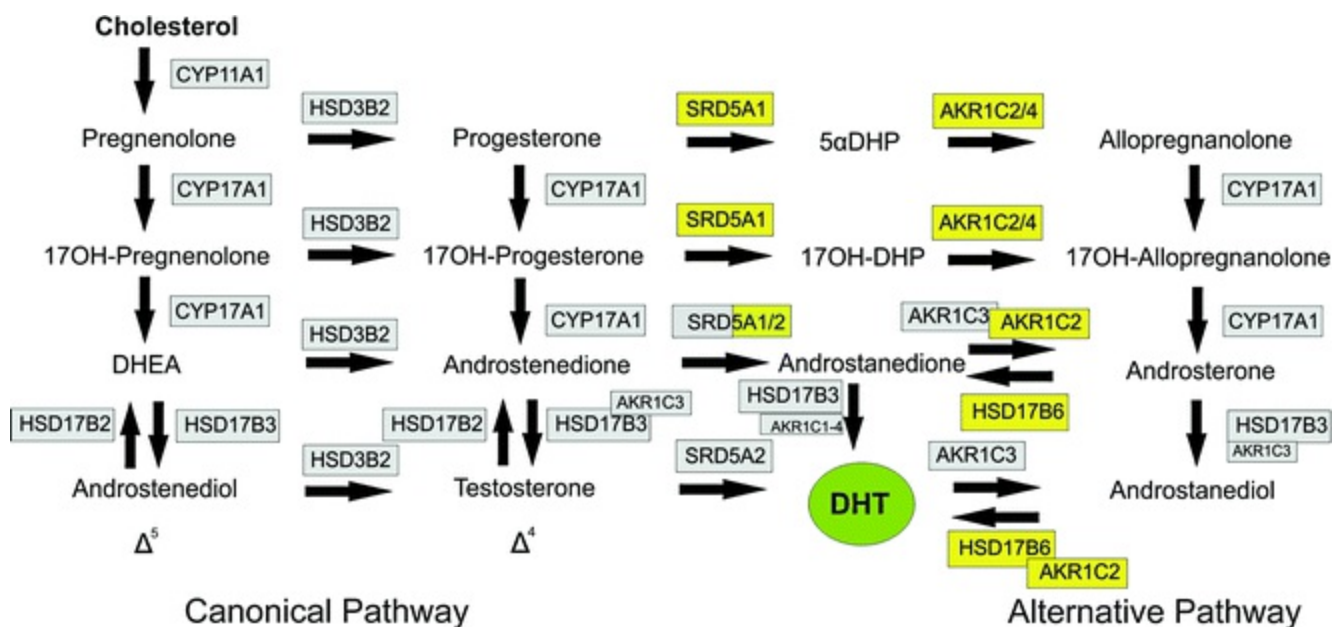 Cholesterol
CYP11A1
HSD3B2 SRD5A1 AKR1C2/4
Pregnenolone Progesterone 5αDHP Allopregnanolone
CYP17A1 CYP17A1 CYP17A1
HSD3B2 SRD5A1 AKR1C2/4
17OH-Pregnenolone 17OH-Progesterone 17OH-DHP 17OH-Allopregnanolone
CYP17A1 HSD3B2 CYP17A1 SRD5A1/2 AKR1C3 AKR1C2 CYP17A1
DHEA Androstenedione Androstanedione Androsterone
HSD17B2 HSD17B3 HSD17B2 HSD17B3 AKR1C3 HSD17B3 AKR1C1-4 HSD17B6 HSD17B3 AKR1C3
HSD3B2 SRD5A2 AKR1C3
Androstenediol Testosterone DHT Androstanediol
Δ⁵ Δ⁴ HSD17B6
AKR1C2
Canonical Pathway Alternative Pathway